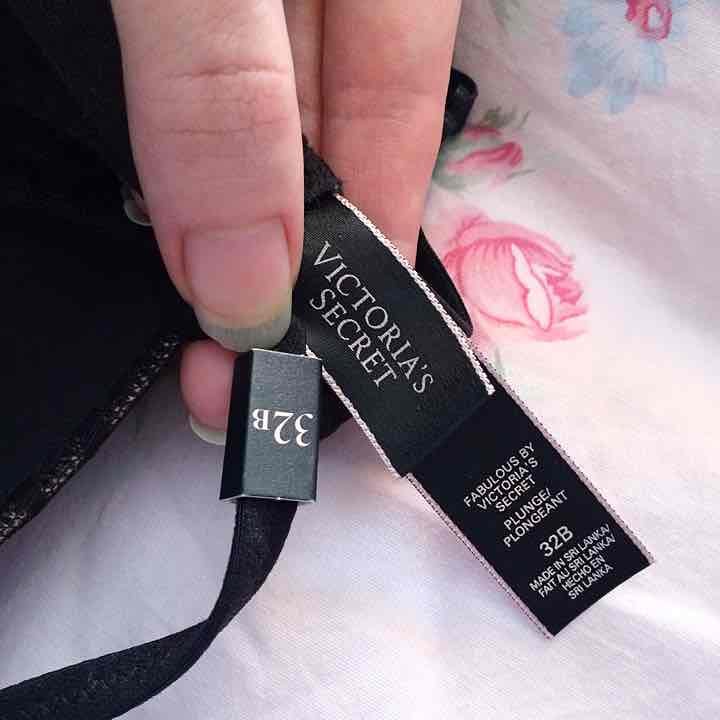 VICTORIA'S
SECRET
32B
FABULOUS BY
VICTORIA'S
SECRET
PLUNGE/
PLONGEANT
32B
MADE IN SRI LANKA/
FAIT AU SRI LANKA/
HECHO EN
SRI LANKA